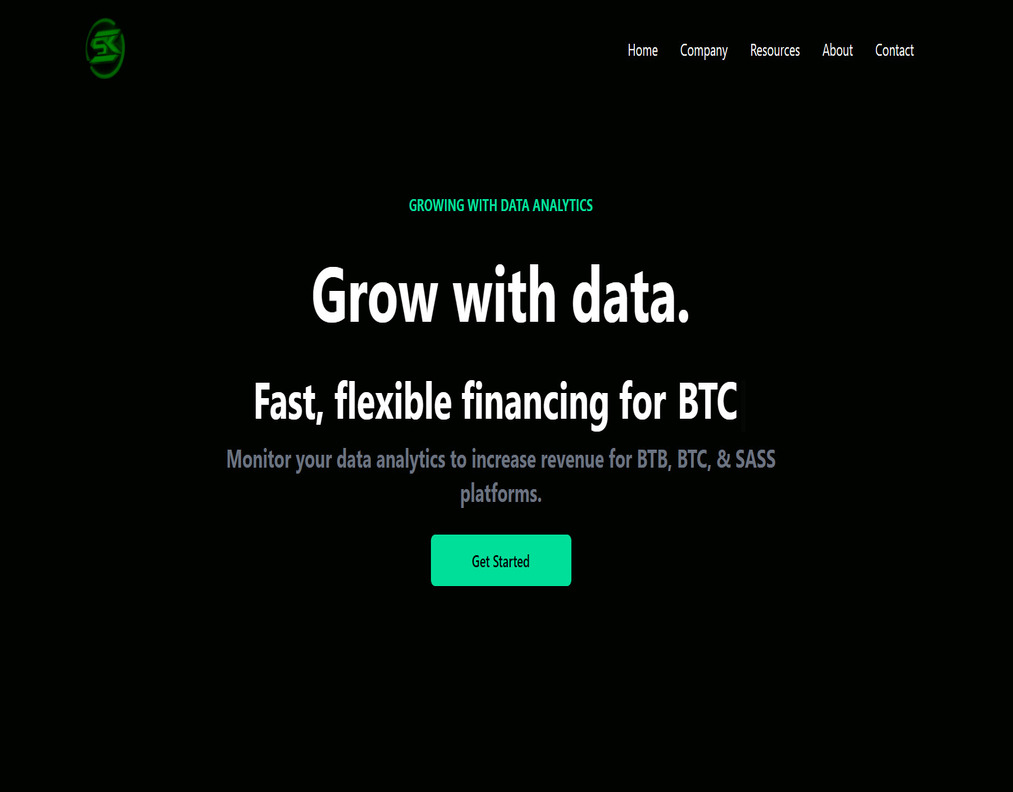 SK
Home Company Resources About Contact
GROWING WITH DATA ANALYTICS
Grow with data.
Fast, flexible financing for BTC
Monitor your data analytics to increase revenue for BTB, BTC, & SASS
platforms.
Get Started